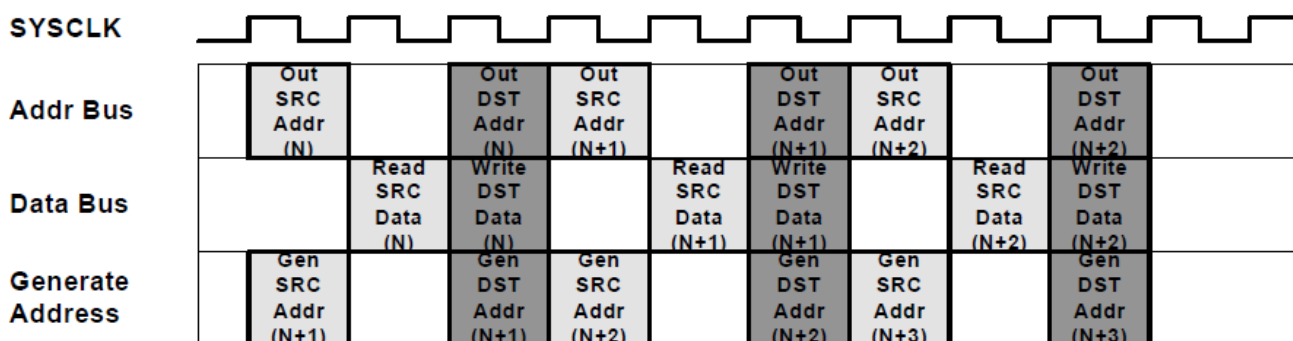 SYSCLK
Addr Bus
Out SRC Addr (N)
Out DST Addr (N)
Out SRC Addr (N+1)
Out DST Addr (N+1)
Out SRC Addr (N+2)
Out DST Addr (N+2)
Data Bus
Read SRC Data (N)
Write DST Data (N)
Read SRC Data (N+1)
Write DST Data (N+1)
Read SRC Data (N+2)
Write DST Data (N+2)
Generate Address
Gen SRC Addr (N+1)
Gen DST Addr (N+1)
Gen SRC Addr (N+2)
Gen DST Addr (N+2)
Gen SRC Addr (N+3)
Gen DST Addr (N+3)